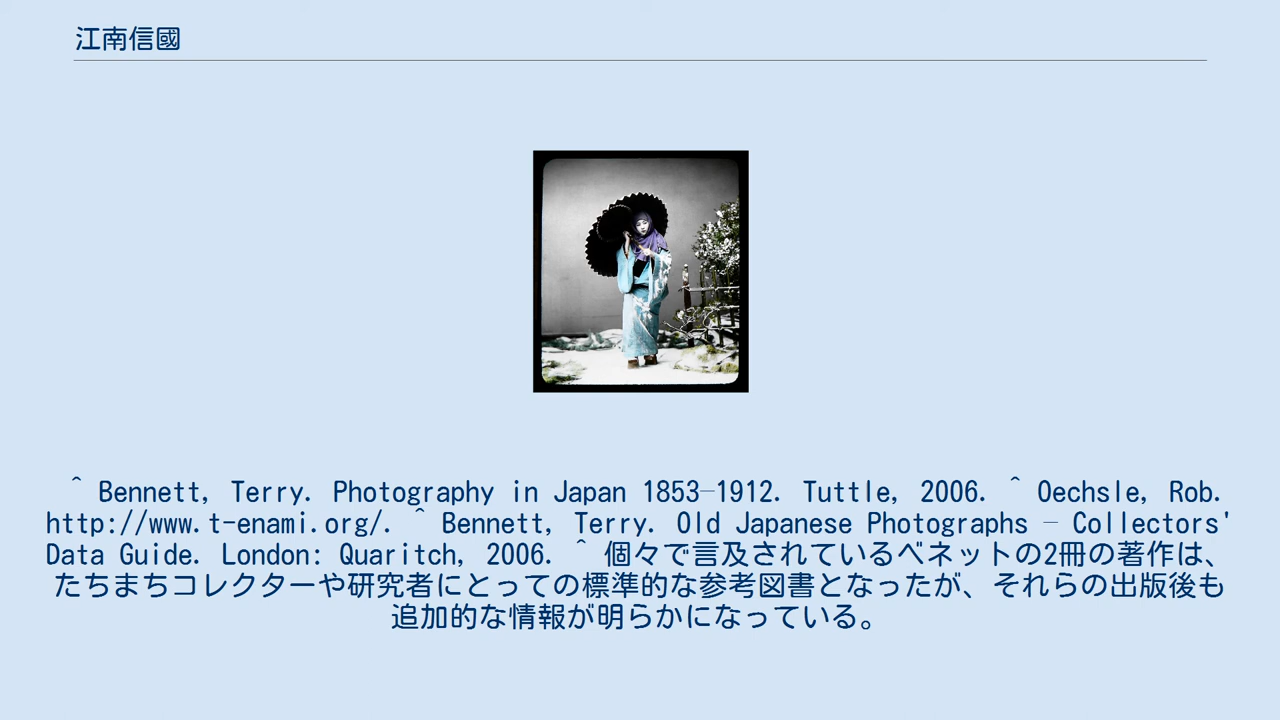 江南信國
^ Bennett, Terry. Photography in Japan 1853–1912. Tuttle, 2006. ^ Oechsle, Rob.
http://www.t-enami.org/. ^ Bennett, Terry. Old Japanese Photographs – Collectors'
Data Guide. London: Quaritch, 2006. ^ 個々で言及されているベネットの2冊の著作は、
たちまちコレクターや研究者にとっての標準的な参考図書となったが、それらの出版後も
追加的な情報が明らかになっている。